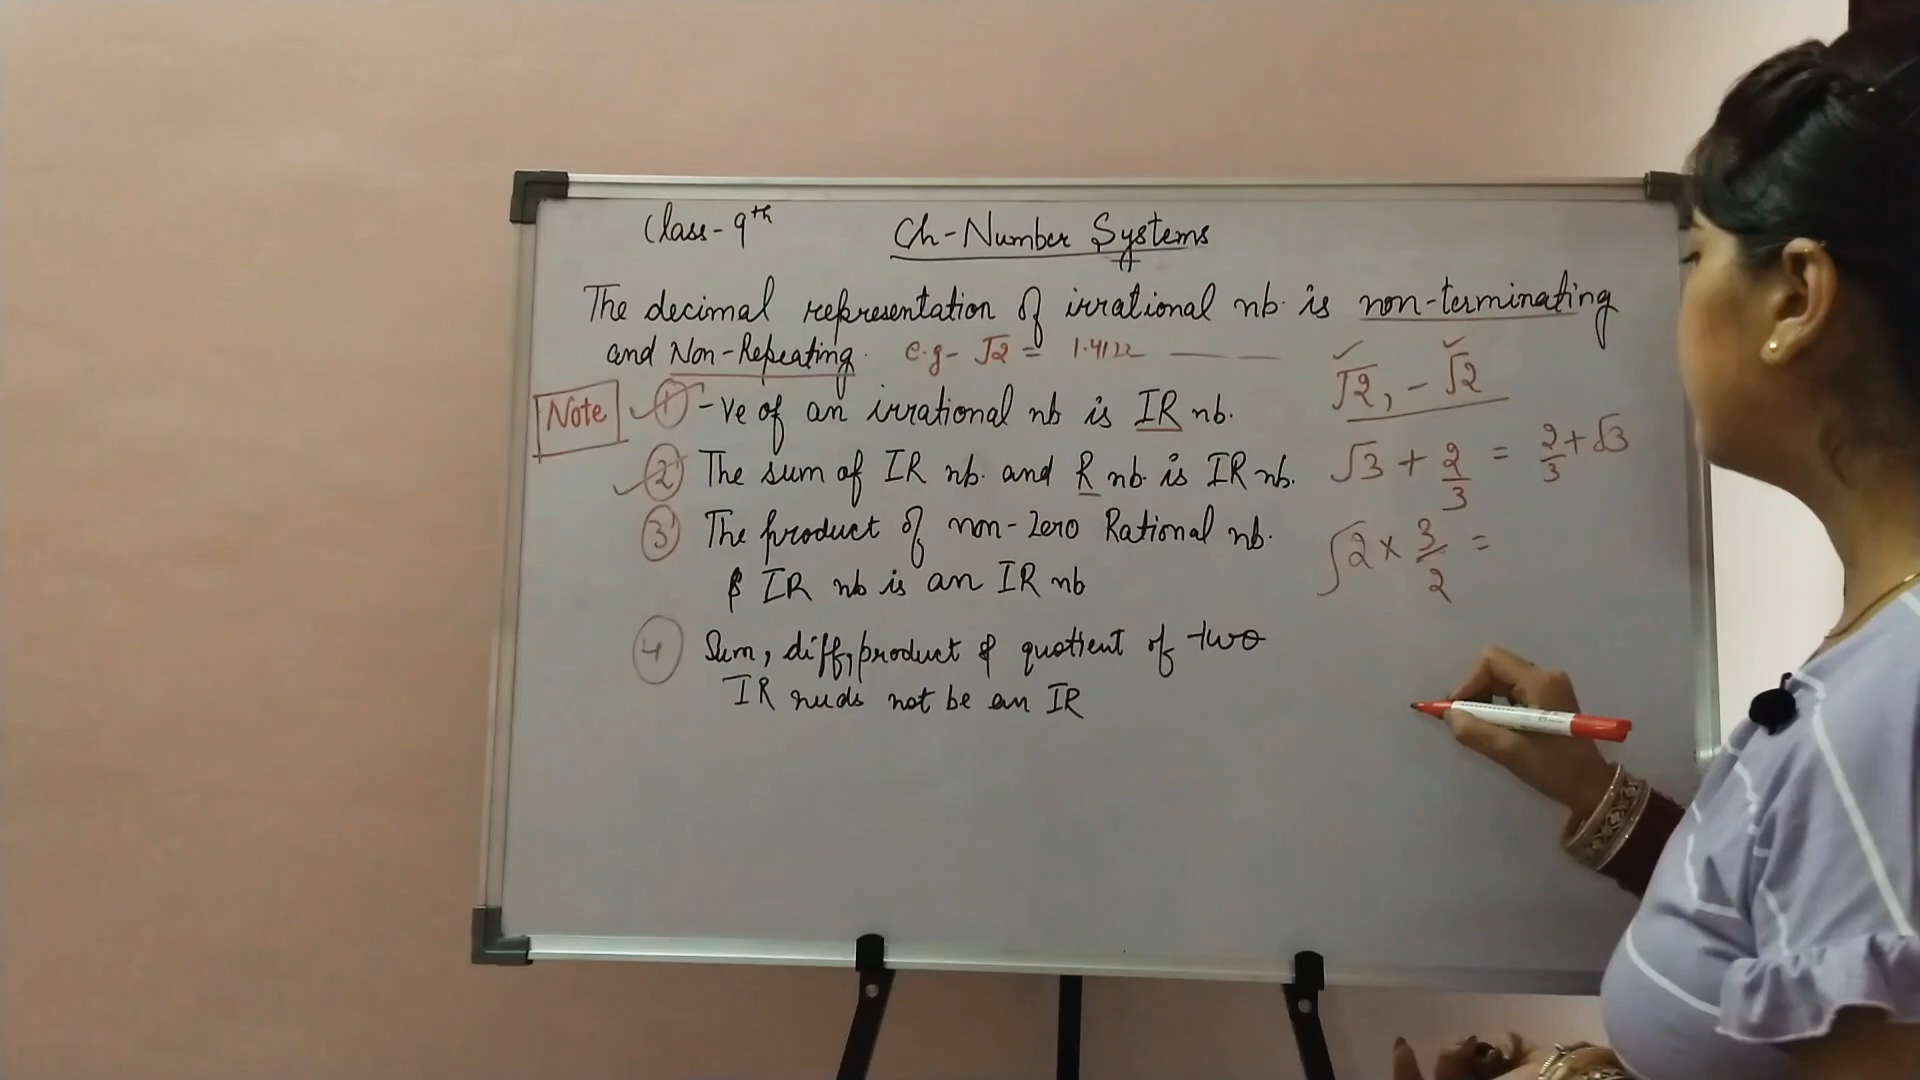 Class-9th Ch-Number Systems
The decimal representation of irrational nb. is non-terminating
and Non-Repeating. e.g- √2 = 1.4122
√2, -√2
Note ① -ve of an irrational nb is IR nb.
② The sum of IR nb. and R nb. is IR nb. √3 + 2/3 = 2/3 + √3
③ The product of non-zero Rational nb. √2 × 3/2 =
& IR nb is an IR nb
④ Sum, diff, product & quotient of two
IR nuds not be an IR